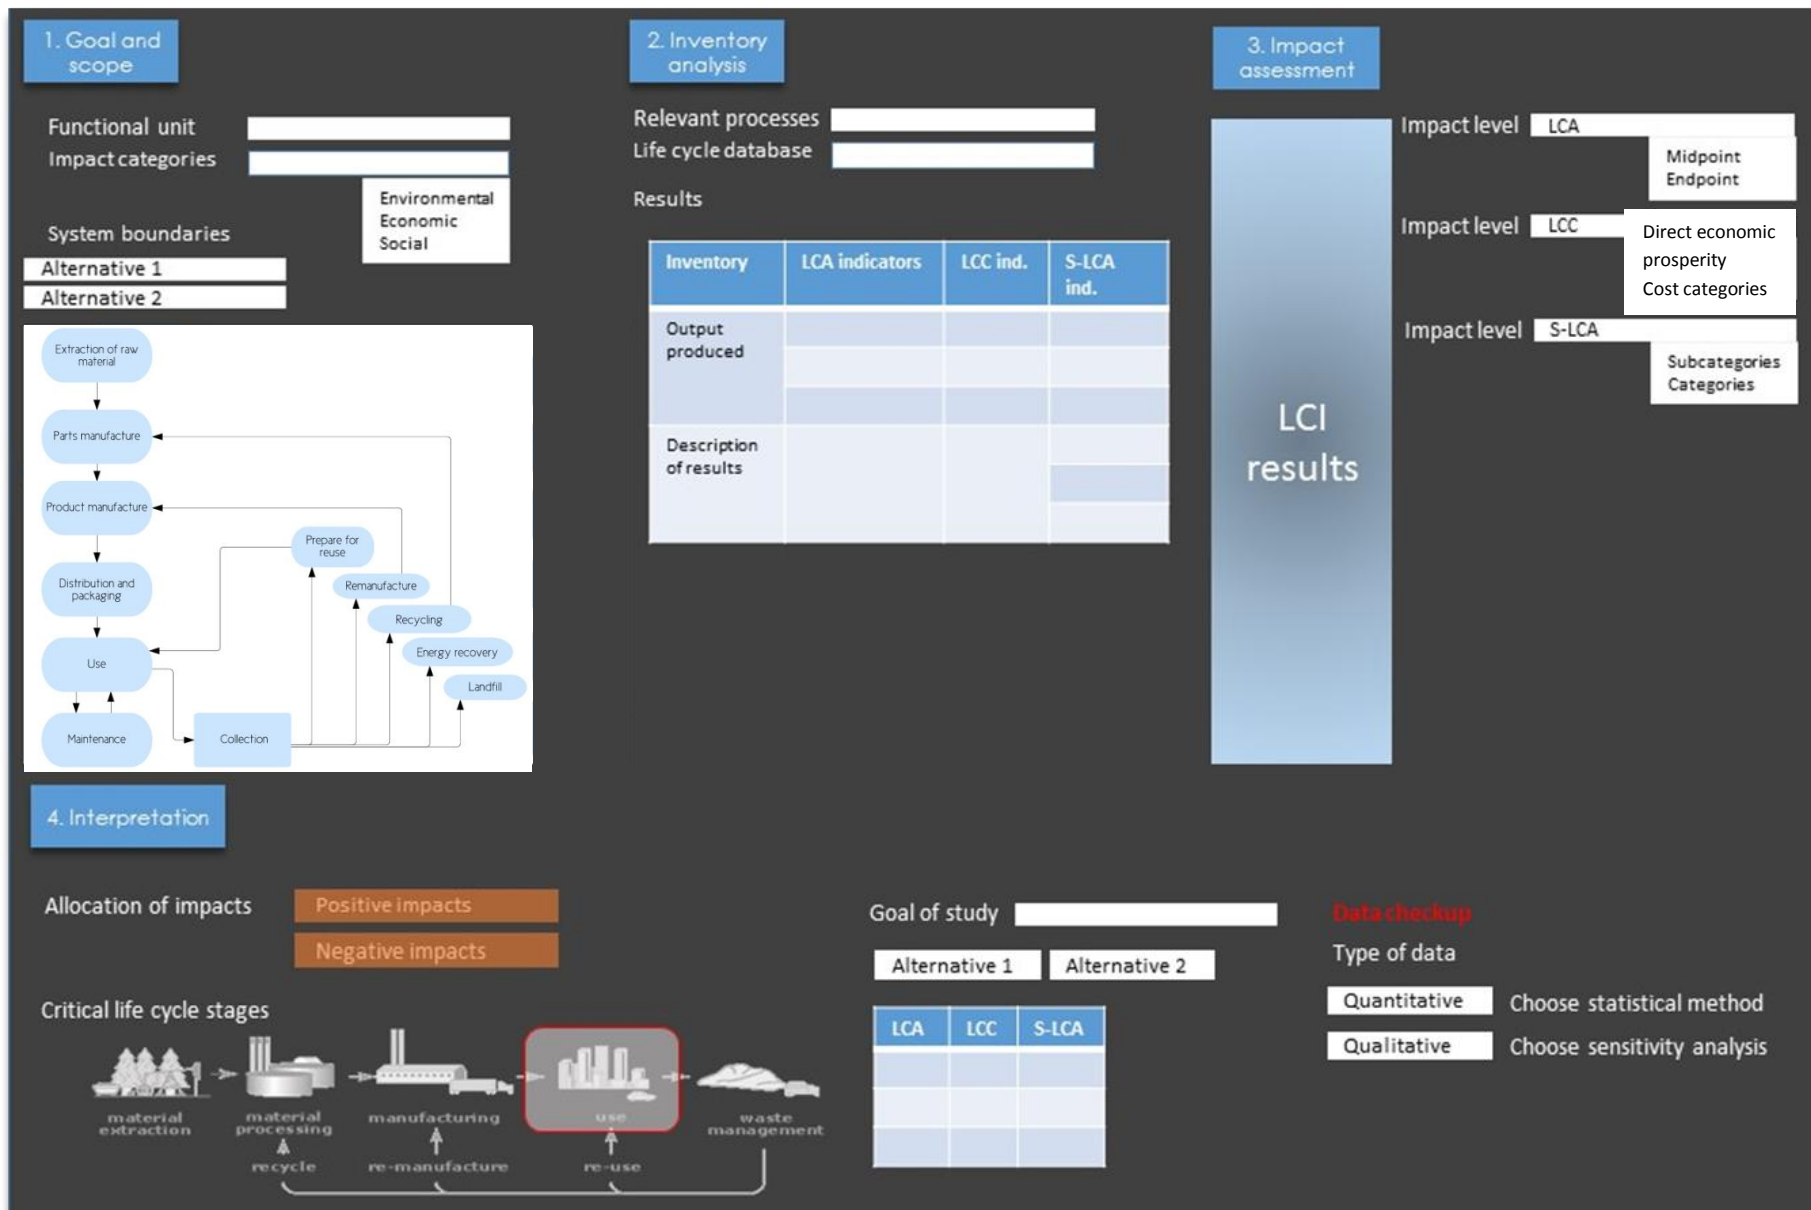 1. Goal and
scope
Functional unit
Impact categories
Environmental
Economic
Social
System boundaries
Alternative 1
Alternative 2
Extraction of raw
material
Parts manufacture
Product manufacture
Prepare for
reuse
Distribution and
packaging
Remanufacture
Recycling
Use
Energy recovery
Landfill
Maintenance
Collection
2. Inventory
analysis
Relevant processes
Life cycle database
Results
Inventory
LCA indicators
LCC ind.
S-LCA
ind.
Output
produced
Description
of results
3. Impact
assessment
LCI
results
Impact level
LCA
Midpoint
Endpoint
Impact level
LCC
Direct economic
prosperity
Cost categories
Impact level
S-LCA
Subcategories
Categories
4. Interpretation
Allocation of impacts
Positive impacts
Negative impacts
Critical life cycle stages
material
extraction
material
processing
manufacturing
use
waste
management
recycle
re-manufacture
re-use
Goal of study
Alternative 1
Alternative 2
LCA
LCC
S-LCA
Data checkup
Type of data
Quantitative
Choose statistical method
Qualitative
Choose sensitivity analysis